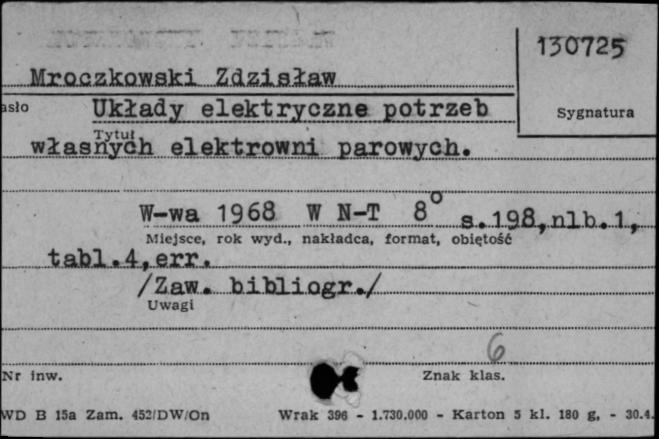 130725
Mroczkowski Zdzisław
asło Układy elektryczne potrzeb
Sygnatura
Tytuł
własnych elektrowni parowych.
W-wa 1968 W N-T 8° s.198,nlb.1,
Miejsce, rok wyd., nakładca, format, objętość
tabl.4,err.
/Zaw. bibliogr./
Uwagi
6
Nr inw.
Znak klas.
WD B 15a Zam. 452/DW/On Wrak 396 - 1.730.000 - Karton 5 kl. 180 g, - 30.4.